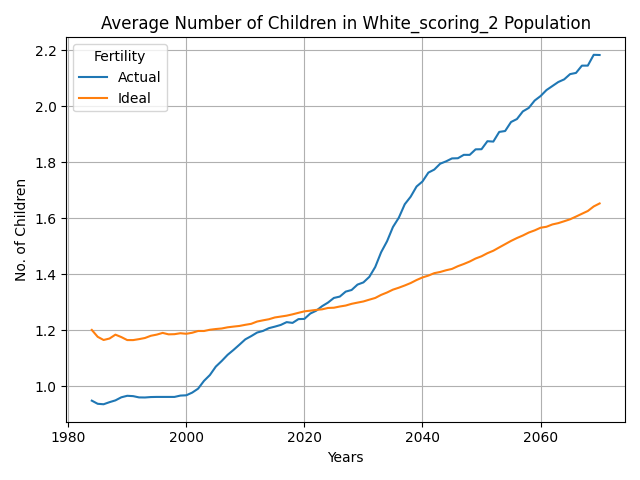 Average Number of Children in White_scoring_2 Population
Fertility
Actual
Ideal
2.2
2.0
1.8
1.6
1.4
1.2
1.0
No. of Children
1980
2000
2020
2040
2060
Years